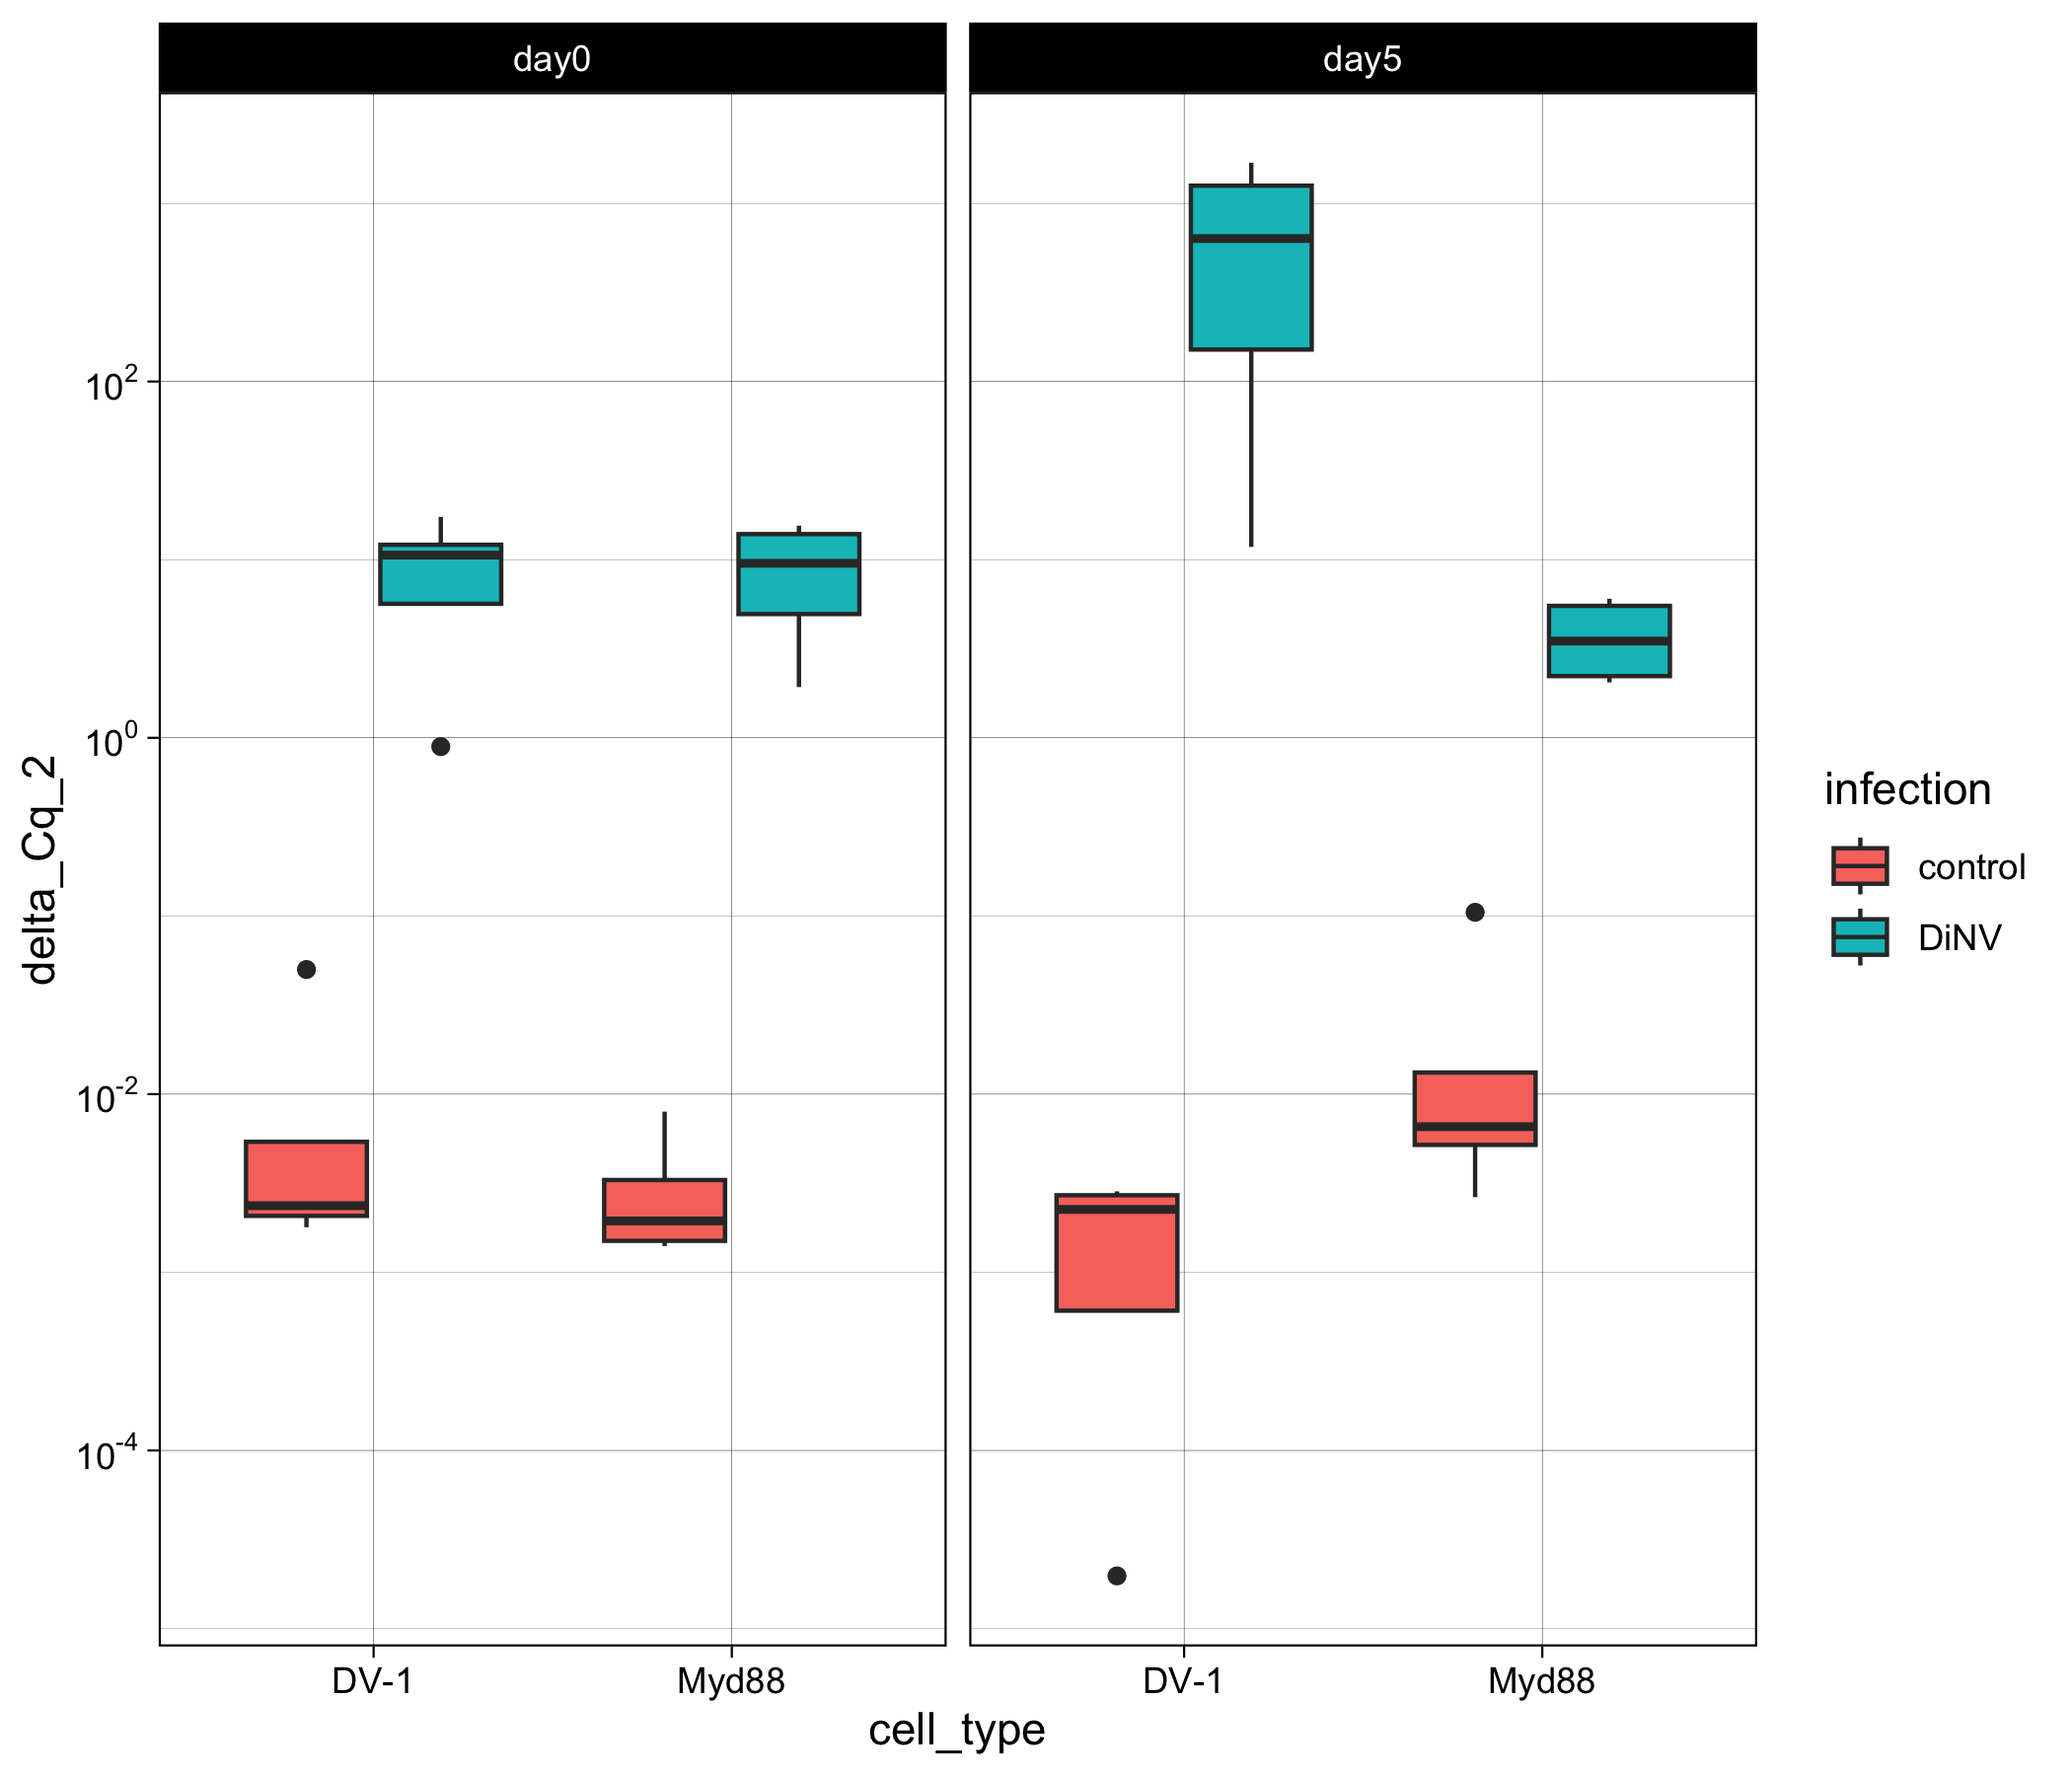 day0
day5
delta_Cq_2
10^2
10^0
10^-2
10^-4
DV-1
Myd88
DV-1
Myd88
cell_type
infection
control
DiNV